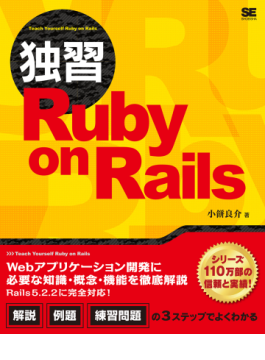 Teach Yourself Ruby on Rails
SE
SHOEISHA
独習
Ruby
on Rails
小餅良介 著
>>> Teach Yourself Ruby on Rails
Webアプリケーション開発に
必要な知識・概念・機能を徹底解説
Rails5.2.2に完全対応!
シリーズ
110万部の
信頼と実績!
解説 例題 練習問題 の3ステップでよくわかる